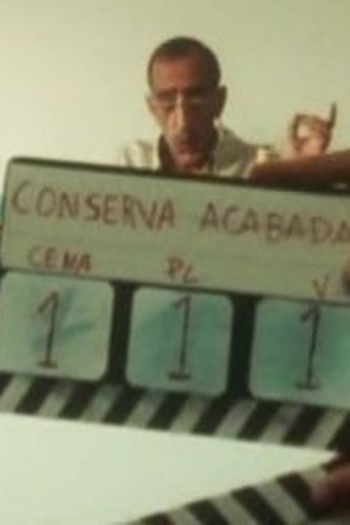 CONSERVA ACABADA
CENA PL V
1 1 1